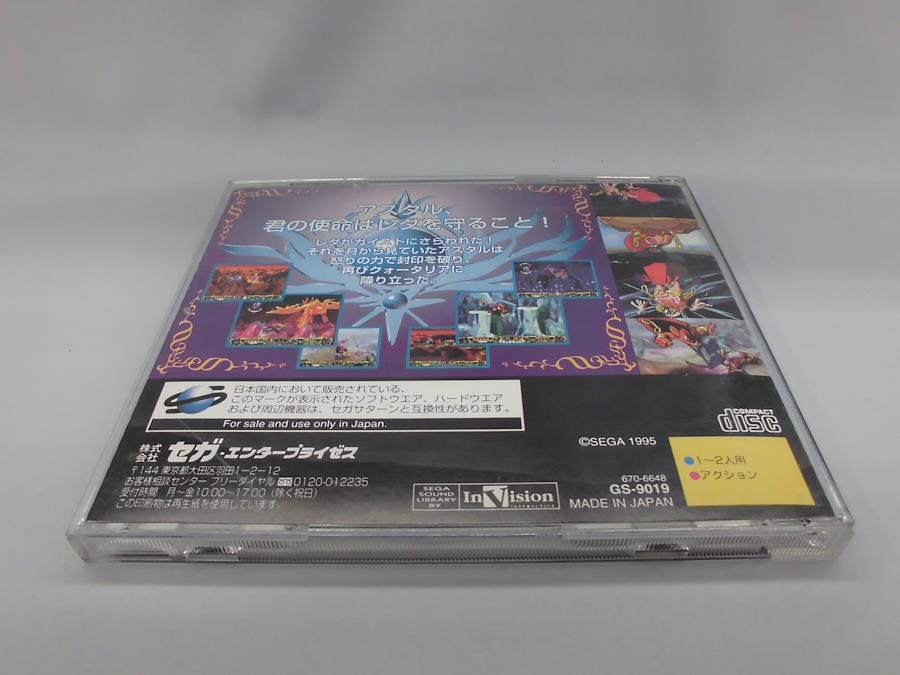 アスタル、
君の使命はレダを守ること！
レダがガイストにさらわれた！
それを月から見ていたアスタルは
怒りの力で封印を破り、
再びクォータリアに
降り立った。
日本国内において販売されている、
このマークが表示されたソフトウエア、ハードウエア
および周辺機器は、セガサターンと互換性があります。
For sale and use only in Japan.
COMPACT
disc
株式会社 セガ・エンタープライゼス
〒144 東京都大田区羽田1-2-12
お客様相談センター フリーダイヤル 0120-012235
受付時間 月～金10:00～17:00(除く祝日)
この印刷物は再生紙を使用しています。
SEGA
SOUND
LIBRARY
BY
InVision
INTERACTIVE
©SEGA 1995
670-6648
GS-9019
MADE IN JAPAN
1～2人用
アクション